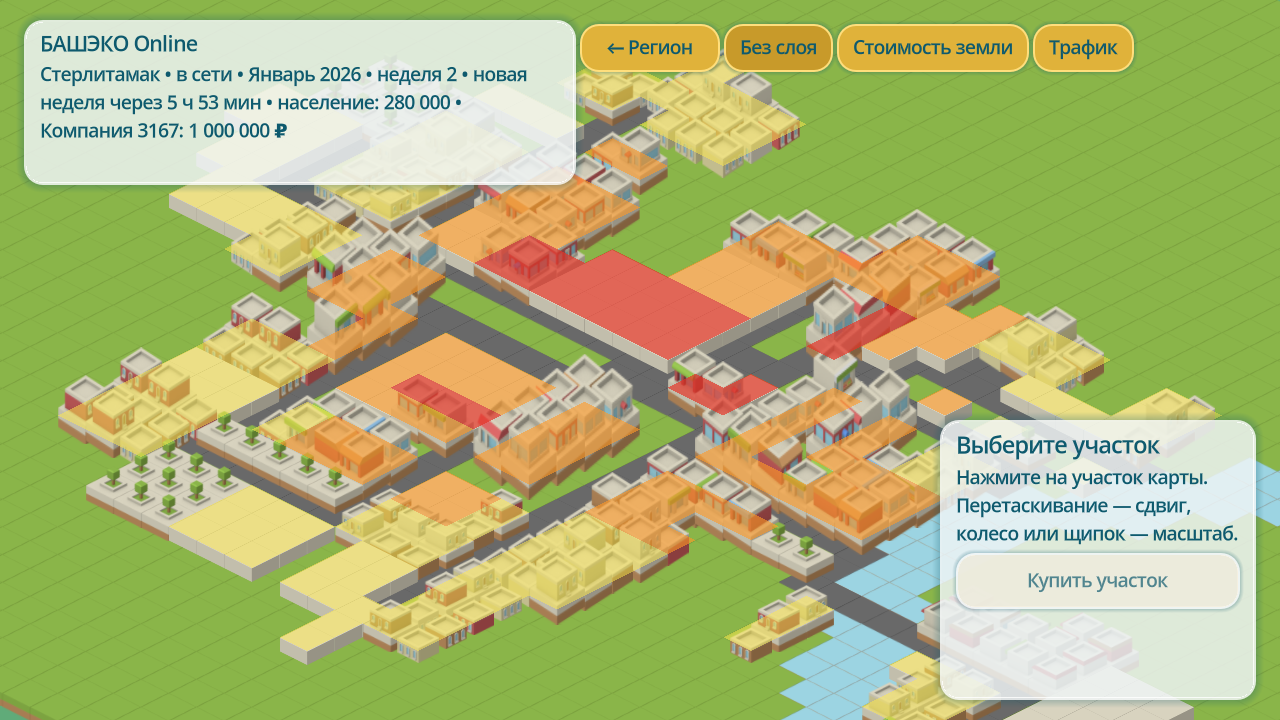 БАШЭКО Online
Стерлитамак • в сети • Январь 2026 • неделя 2 • новая
неделя через 5 ч 53 мин • население: 280 000 •
Компания 3167: 1 000 000 ₽
← Регион
Без слоя
Стоимость земли
Трафик
Выберите участок
Нажмите на участок карты.
Перетаскивание — сдвиг,
колесо или щипок — масштаб.
Купить участок